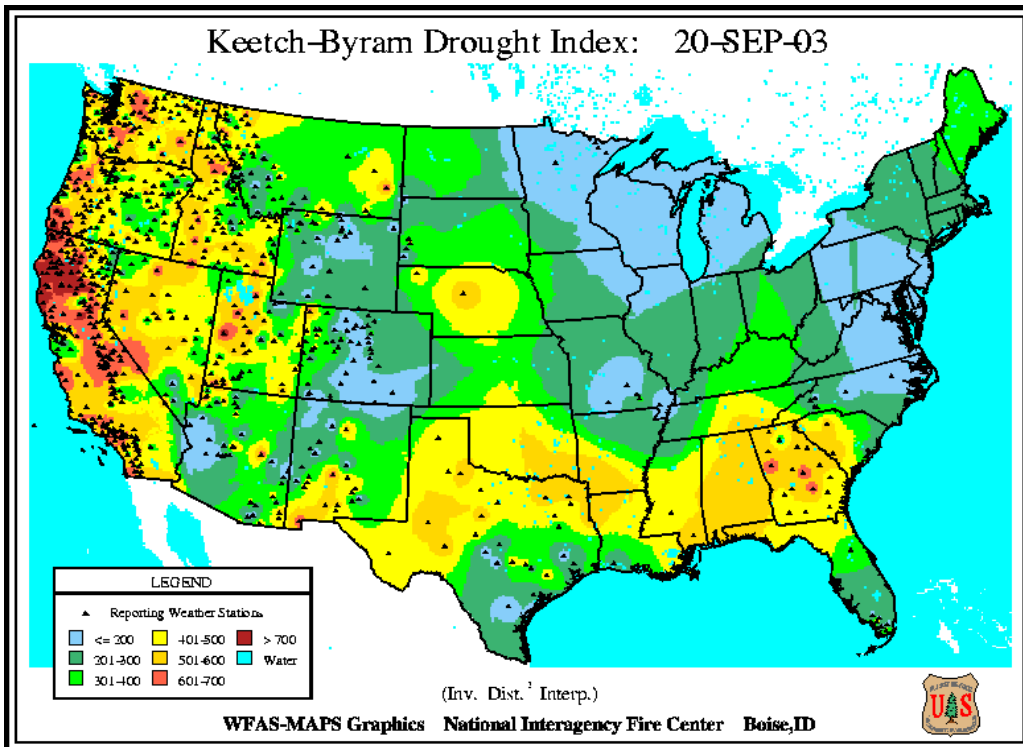 Keetch-Byram Drought Index: 20-SEP-03
LEGEND
Reporting Weather Stations
<= 200 401-500 > 700
201-300 501-600 Water
301-400 601-700
(Inv. Dist.² Interp.)
WFAS-MAPS Graphics National Interagency Fire Center Boise,ID
U S